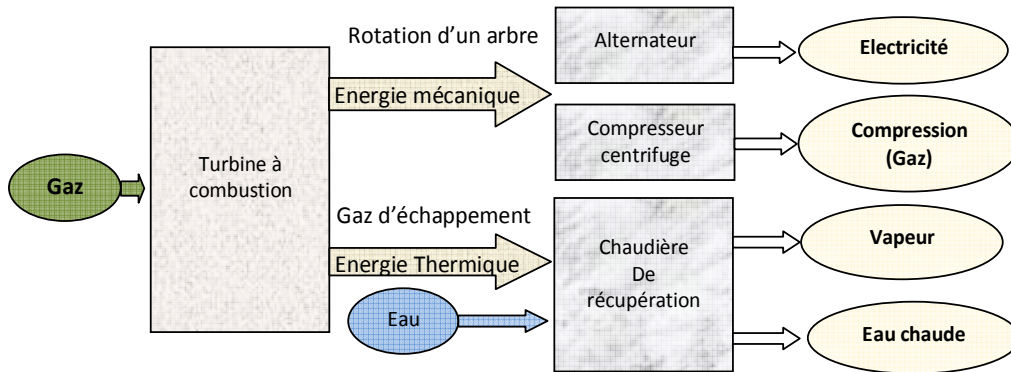 Rotation d'un arbre
Alternateur
Electricité
Energie mécanique
Compresseur
centrifuge
Compression
(Gaz)
Gaz
Turbine à
combustion
Gaz d'échappement
Energie Thermique
Chaudière
De
récupération
Vapeur
Eau
Eau chaude